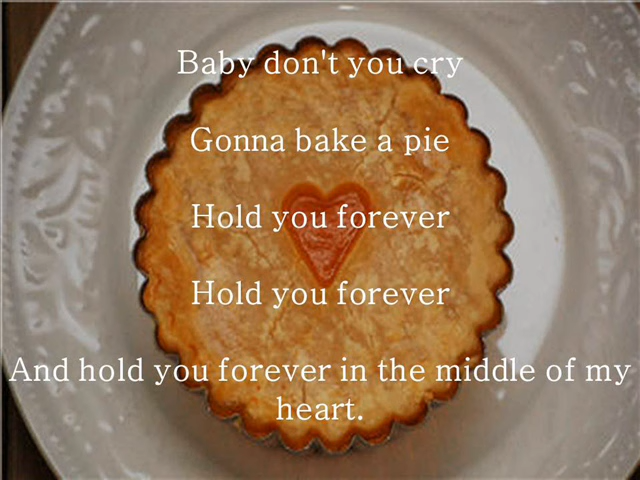 Baby don't you cry
Gonna bake a pie
Hold you forever
Hold you forever
And hold you forever in the middle of my
heart.